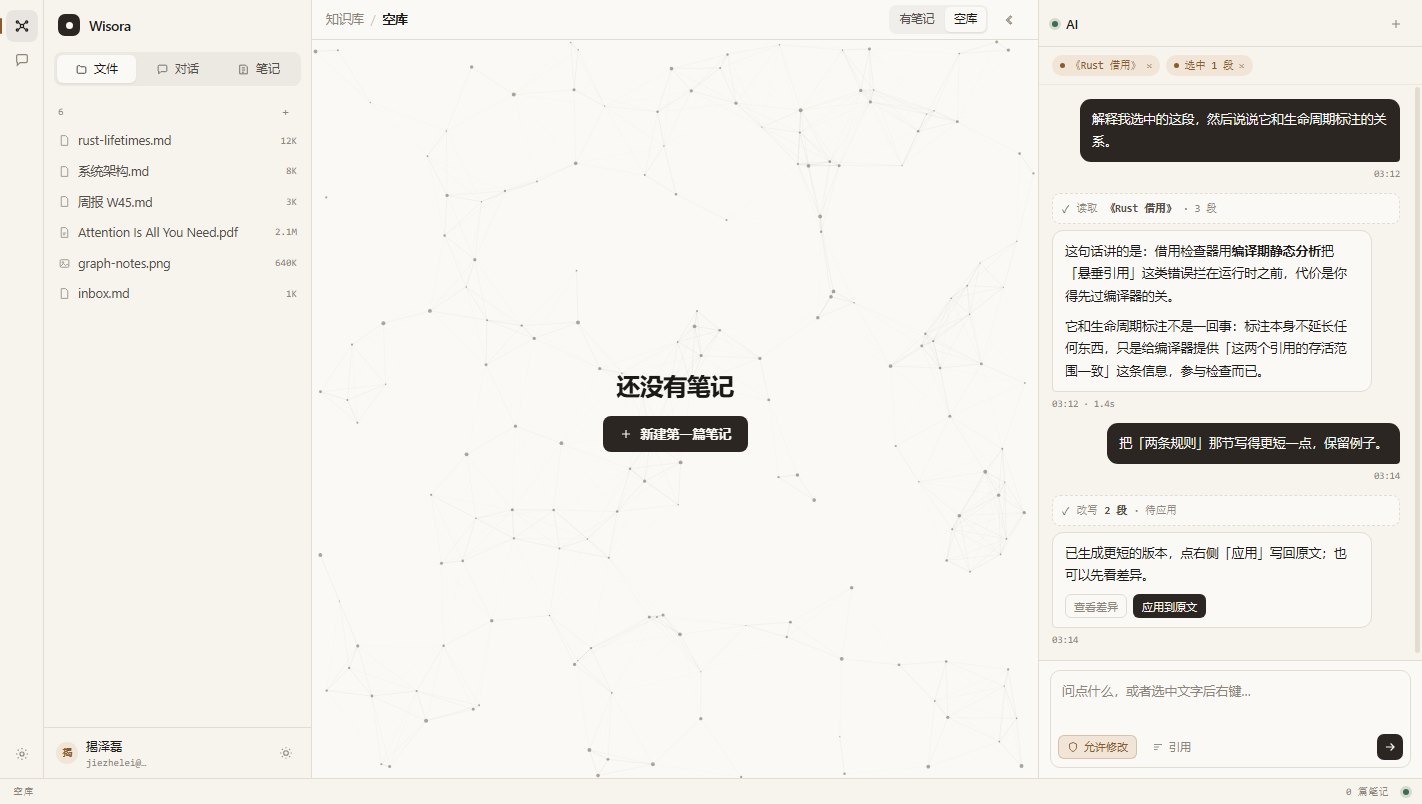 Wisora
文件
对话
笔记
6
+
rust-lifetimes.md
12K
系统架构.md
8K
周报 W45.md
3K
Attention Is All You Need.pdf
2.1M
graph-notes.png
640K
inbox.md
1K
揭
揭泽磊
jiezhelei@…
知识库 / 空库
有笔记
空库
还没有笔记
+ 新建第一篇笔记
AI
+
《Rust 借用》 ×
选中 1 段 ×
解释我选中的这段，然后说说它和生命周期标注的关
系。
03:12
✓ 读取 《Rust 借用》 · 3 段
这句话讲的是：借用检查器用编译期静态分析把
「悬垂引用」这类错误拦在运行时之前，代价是你
得先过编译器的关。
它和生命周期标注不是一回事：标注本身不延长任
何东西，只是给编译器提供「这两个引用的存活范
围一致」这条信息，参与检查而已。
03:12 · 1.4s
把「两条规则」那节写得更短一点，保留例子。
03:14
✓ 改写 2 段 · 待应用
已生成更短的版本，点右侧「应用」写回原文；也
可以先看差异。
查看差异
应用到原文
03:14
问点什么，或者选中文字后右键…
允许修改
引用
空库
0 篇笔记